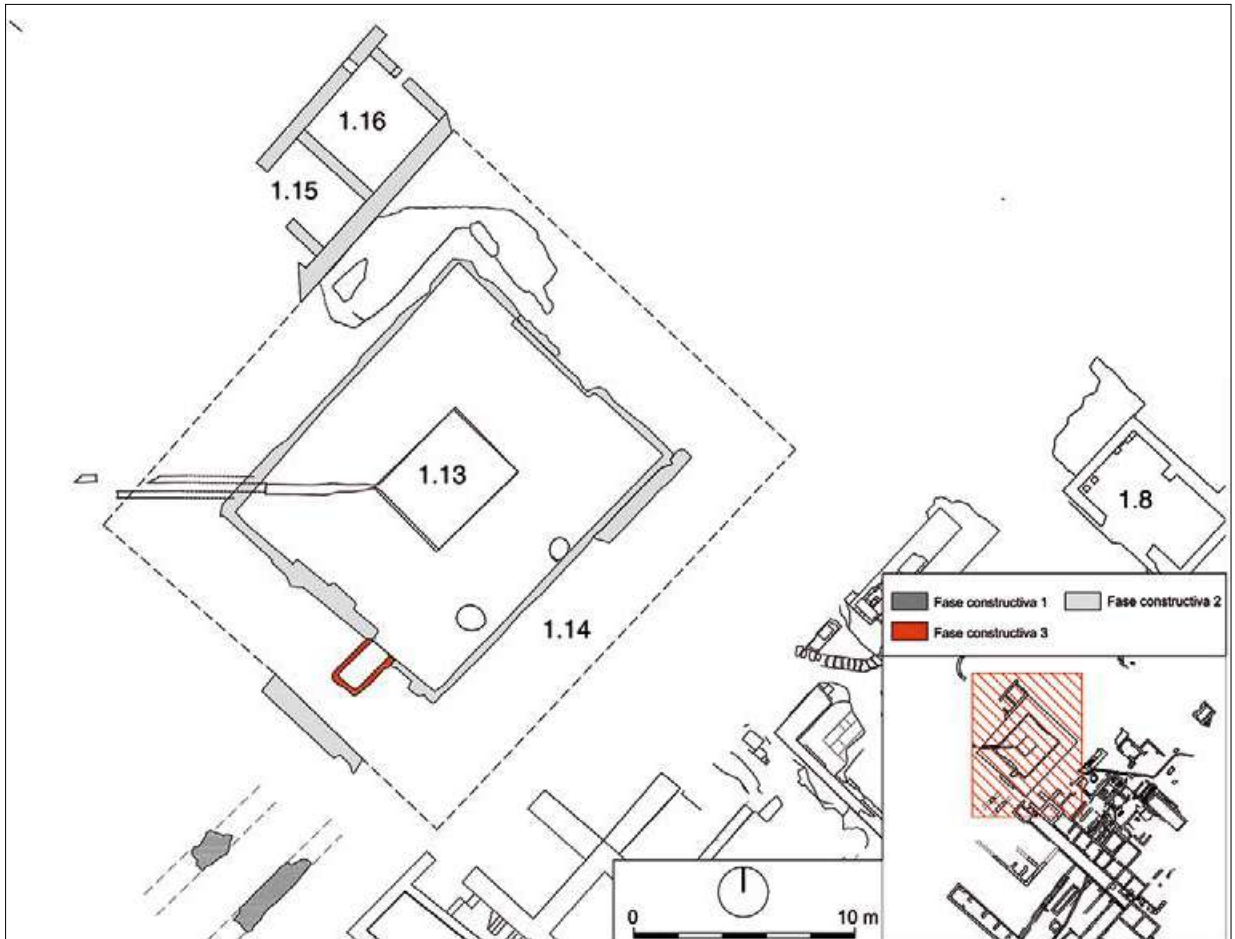 1.16
1.15
1.13
1.8
1.14
Fase constructiva 1 Fase constructiva 2
Fase constructiva 3
0 10 m